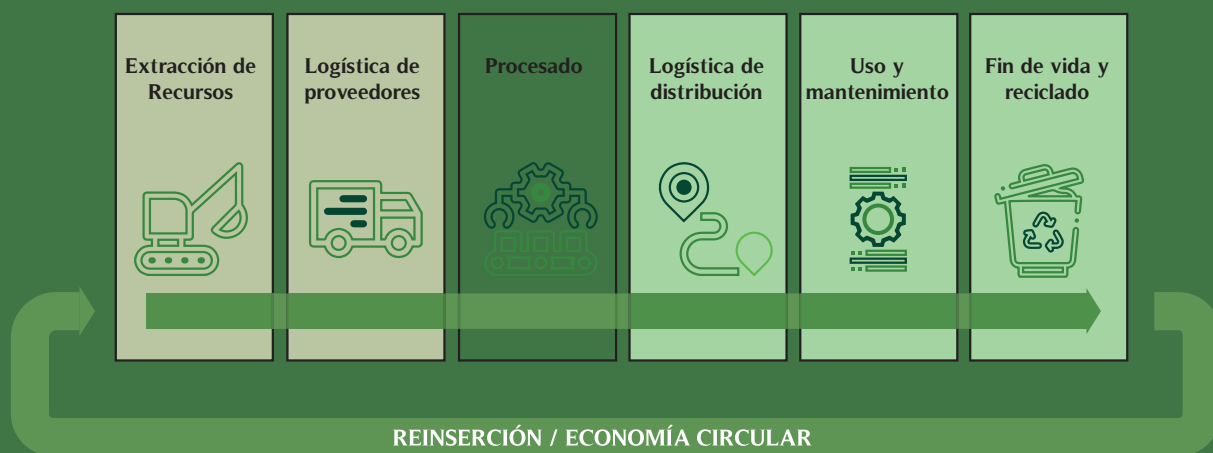 Extracción de
Recursos
Logística de
proveedores
Procesado
Logística de
distribución
Uso y
mantenimiento
Fin de vida y
reciclado
REINSERCIÓN / ECONOMÍA CIRCULAR